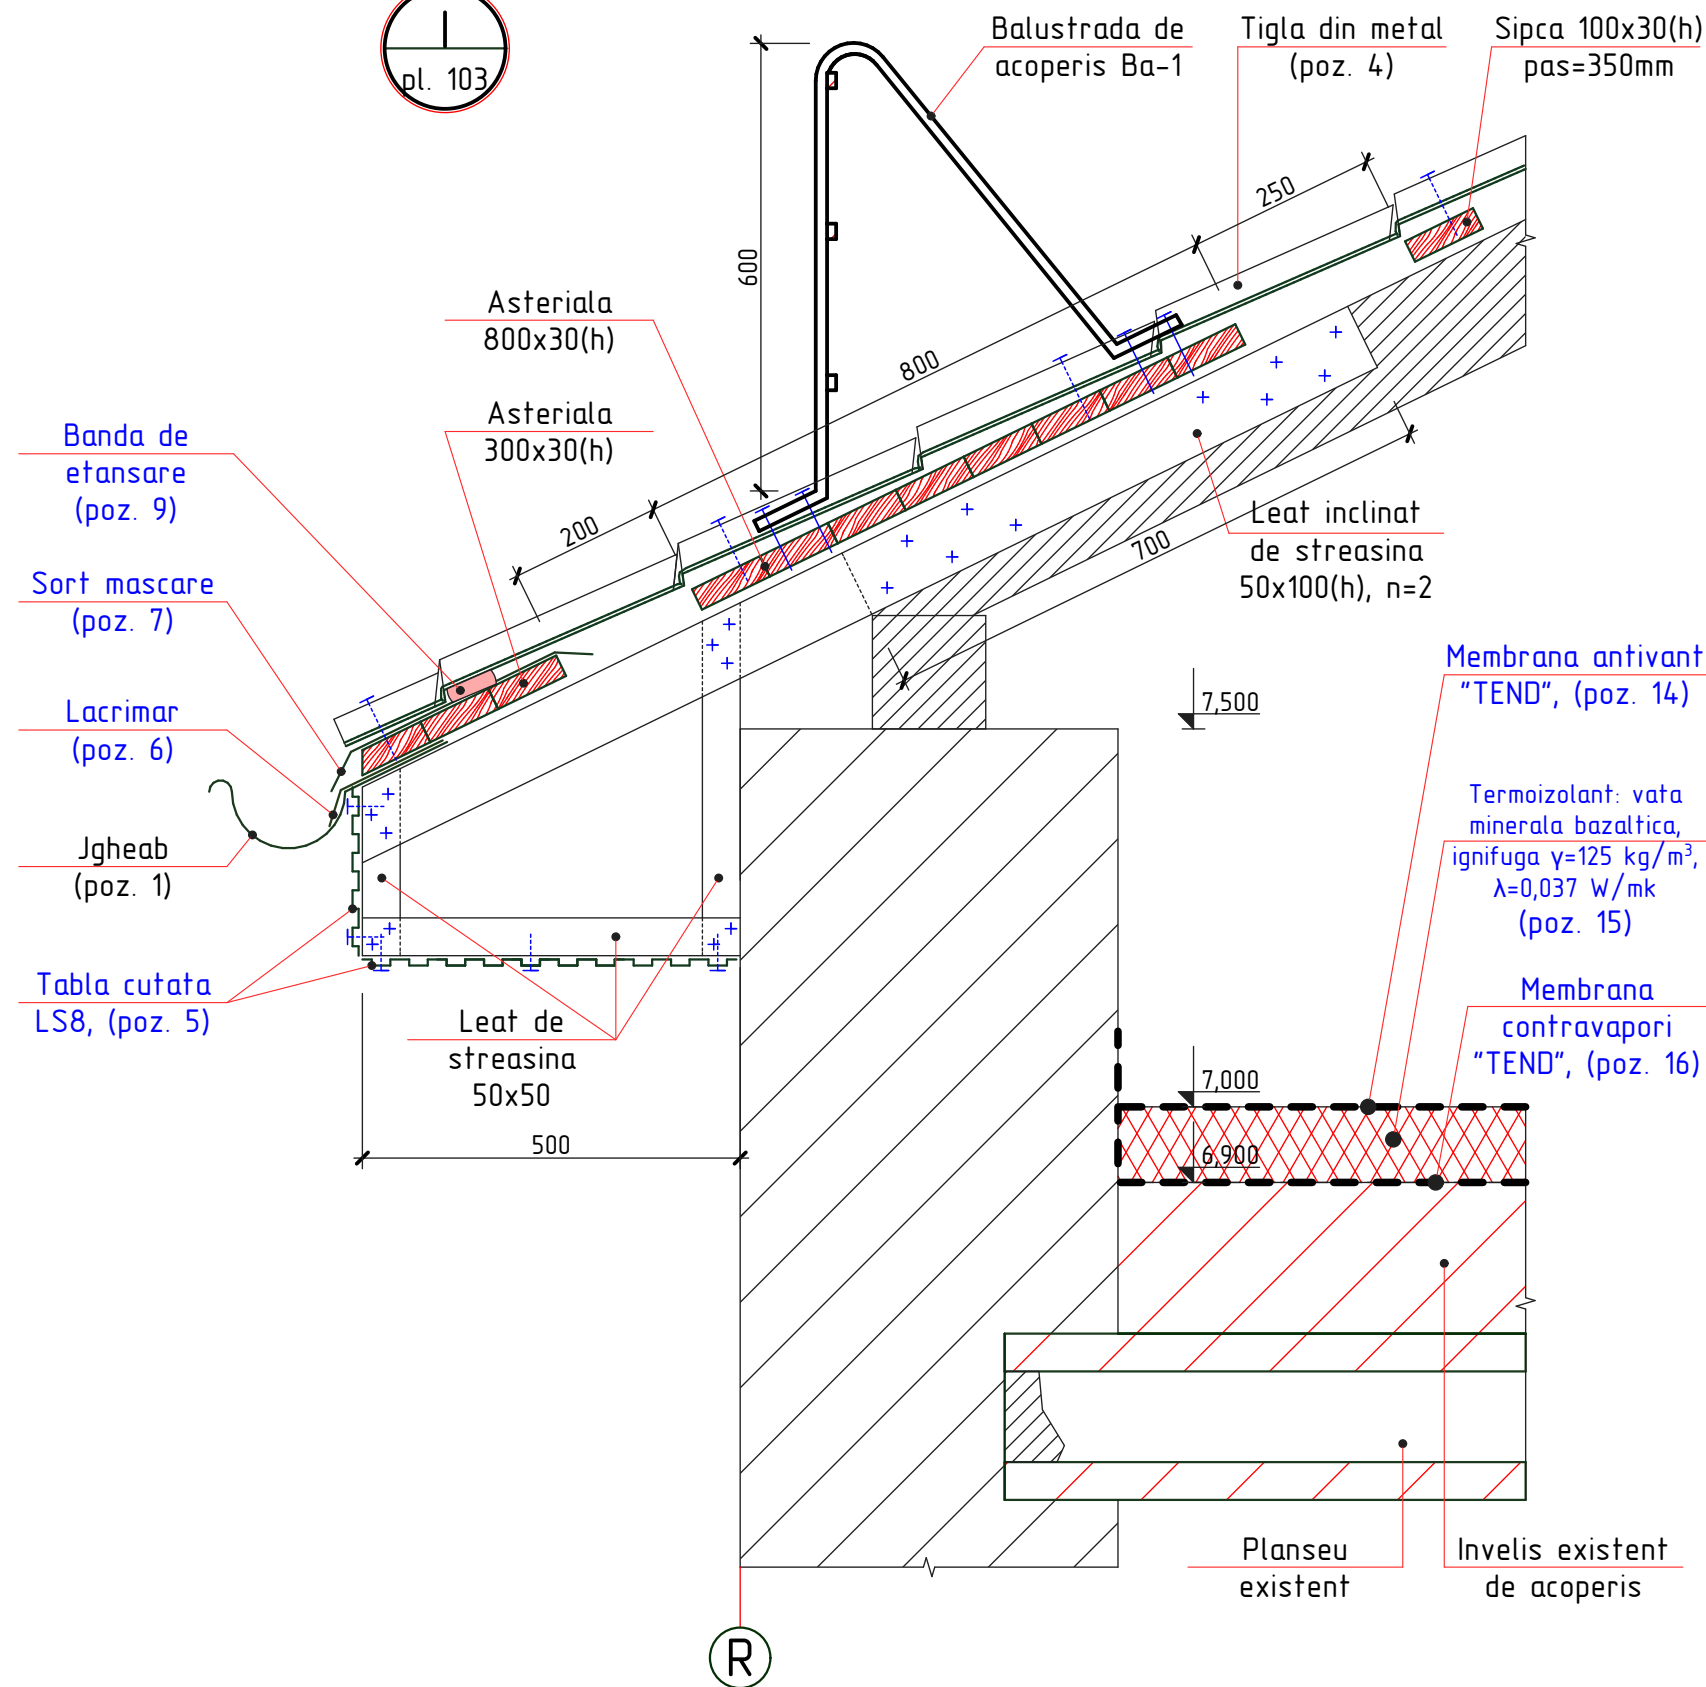 I
pl. 103
Balustrada de
acoperis Ba-1
Tigla din metal
(poz. 4)
Sipca 100x30(h)
pas=350mm
250
600
800
Asteriala
800x30(h)
Asteriala
300x30(h)
Banda de
etansare
(poz. 9)
200
700
Leat inclinat
de streasina
50x100(h), n=2
Sort mascare
(poz. 7)
Lacrimar
(poz. 6)
Jgheab
(poz. 1)
7,500
Membrana antivant
"TEND", (poz. 14)
Termoizolant: vata
minerala bazaltica,
ignifuga γ=125 kg/m³,
λ=0,037 W/mk
(poz. 15)
Tabla cutata
LS8, (poz. 5)
Leat de
streasina
50x50
Membrana
contravapori
"TEND", (poz. 16)
7,000
6,900
500
Planseu
existent
Invelis existent
de acoperis
R